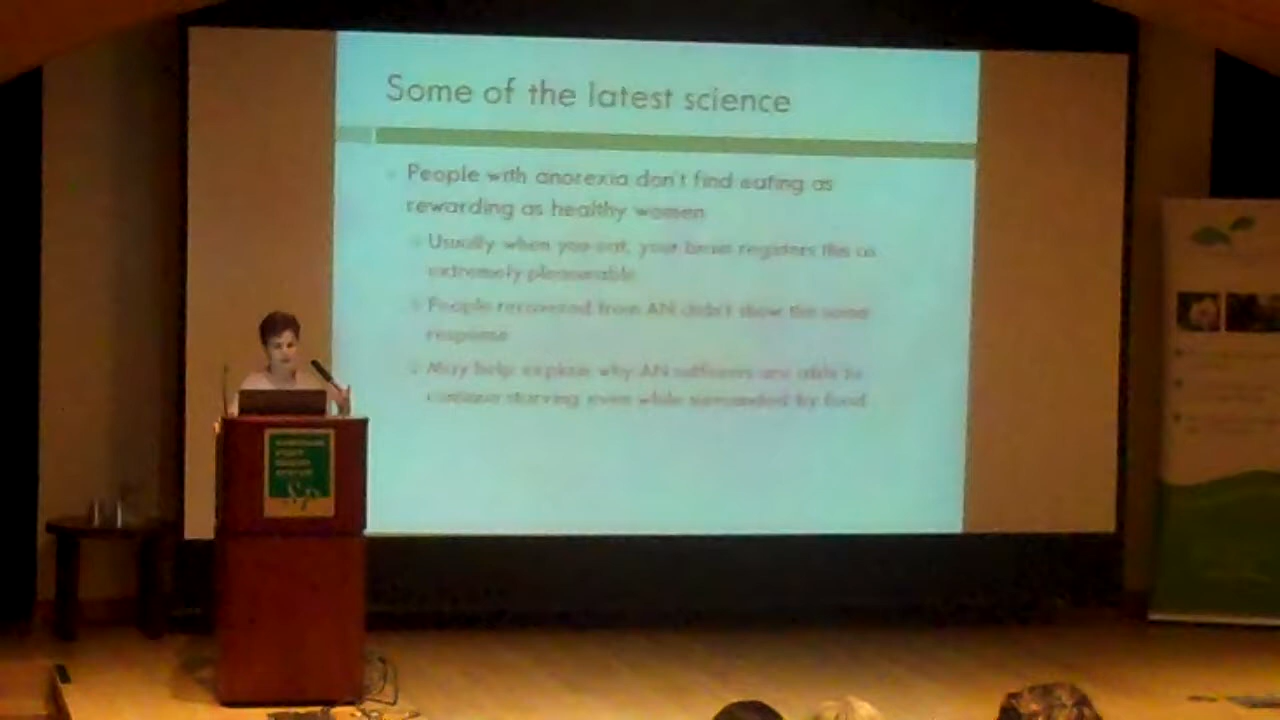 Some of the latest science
People with anorexia don't find eating as
rewarding as healthy women
Usually when you eat, your brain registers this as
extremely pleasurable
People recovered from AN didn't show the same
response
May help explain why AN sufferers are able to
continue starving even while surrounded by food